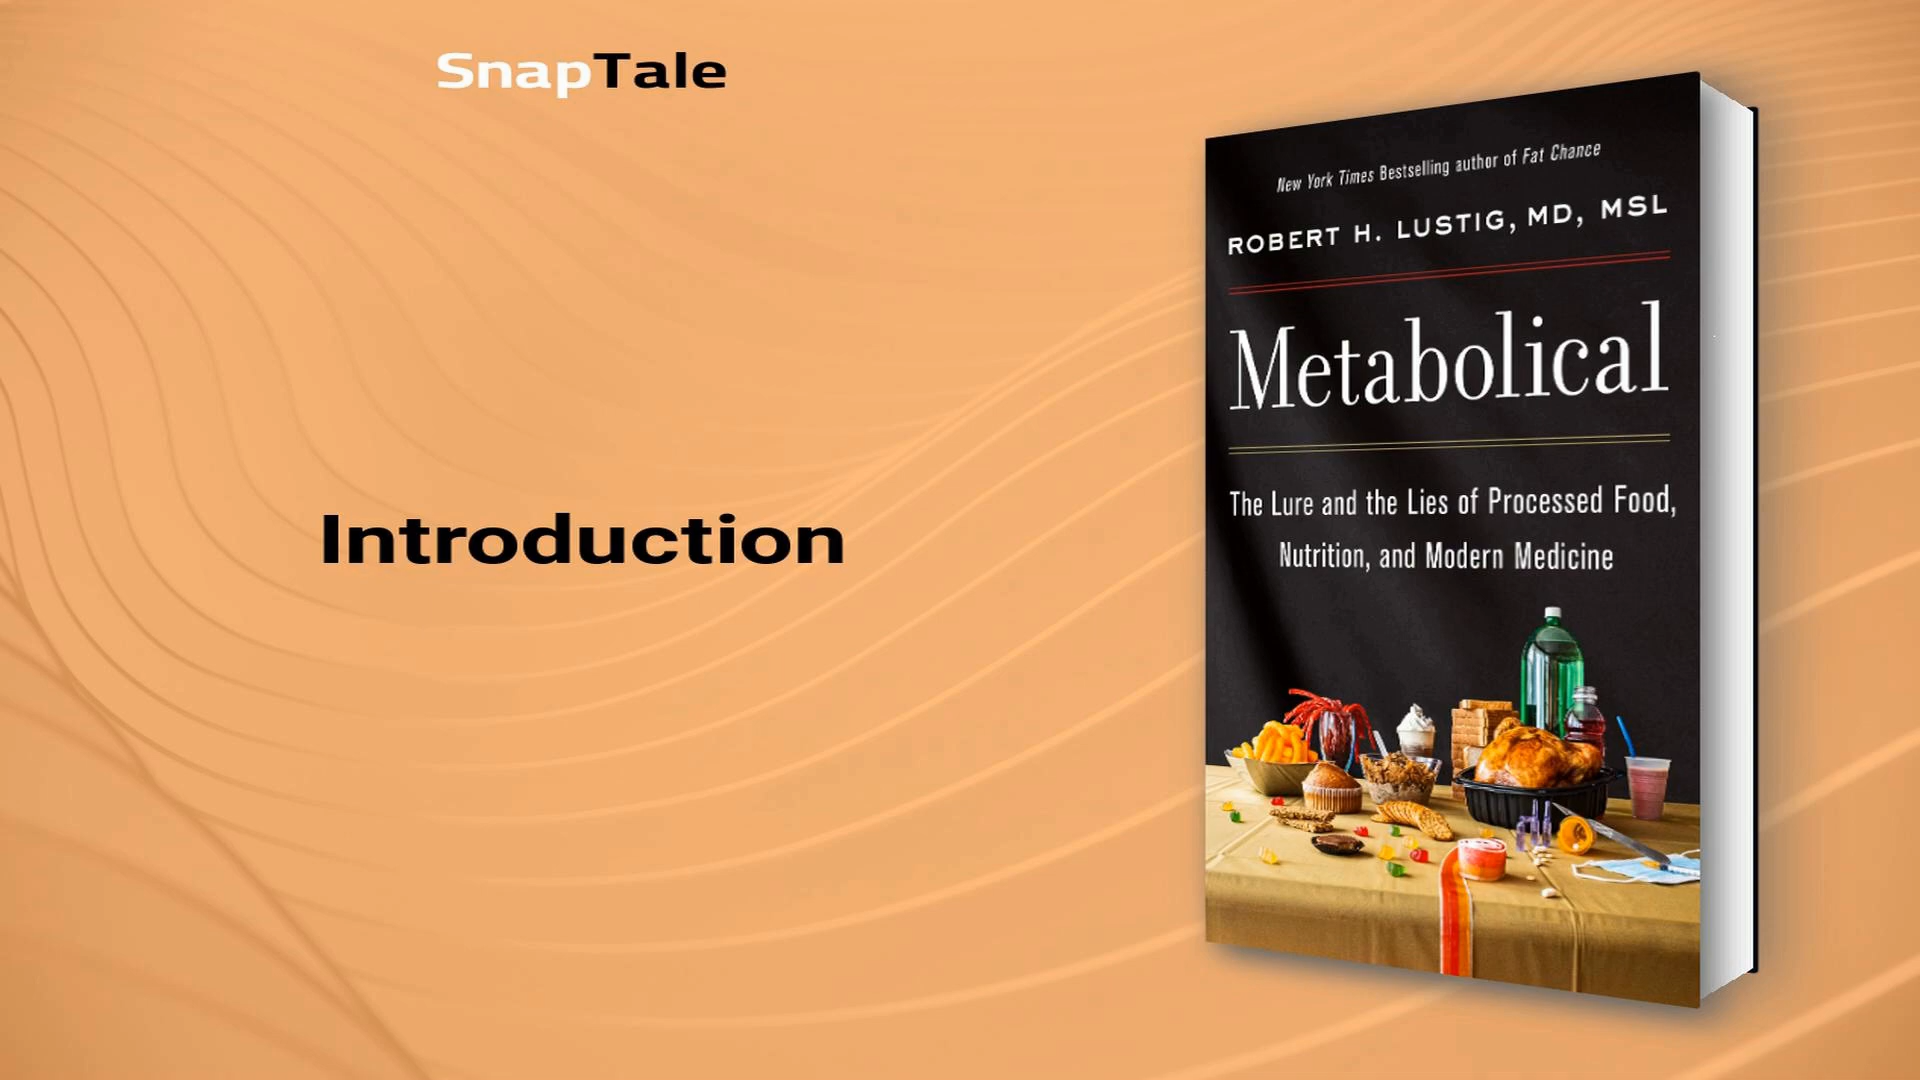 SnapTale
Introduction
New York Times Bestselling author of Fat Chance
ROBERT H. LUSTIG, MD, MSL
Metabolical
The Lure and the Lies of Processed Food,
Nutrition, and Modern Medicine